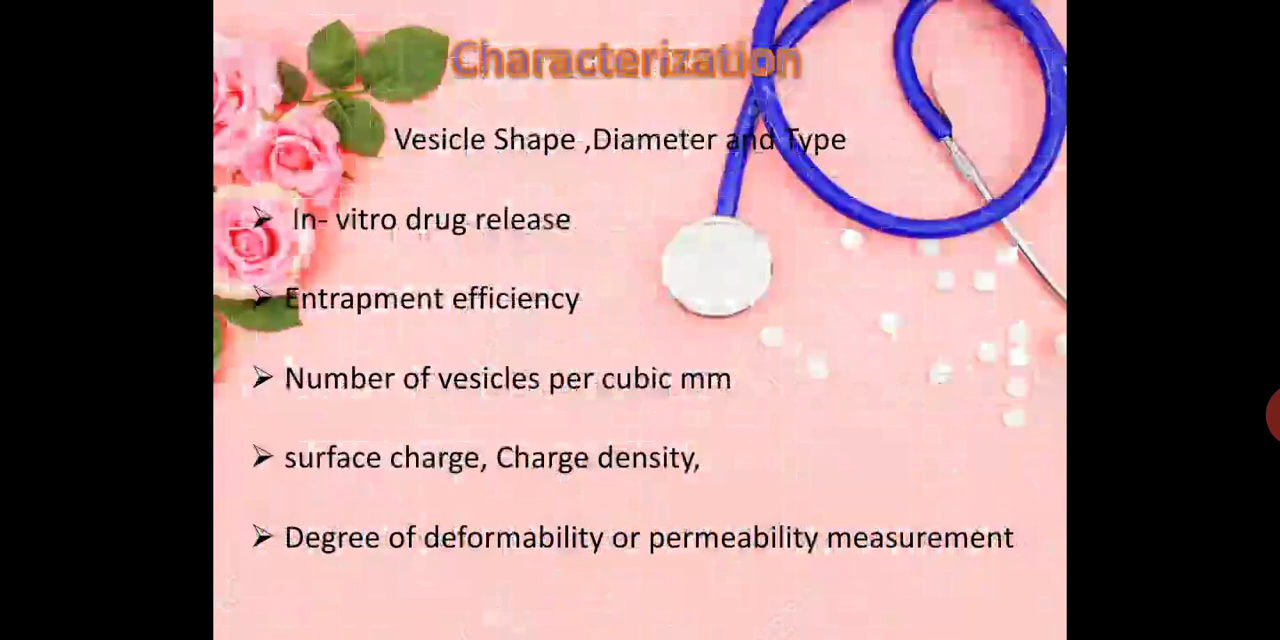 Characterization
Vesicle Shape ,Diameter and Type
➢ In- vitro drug release
➢ Entrapment efficiency
➢ Number of vesicles per cubic mm
➢ surface charge, Charge density,
➢ Degree of deformability or permeability measurement